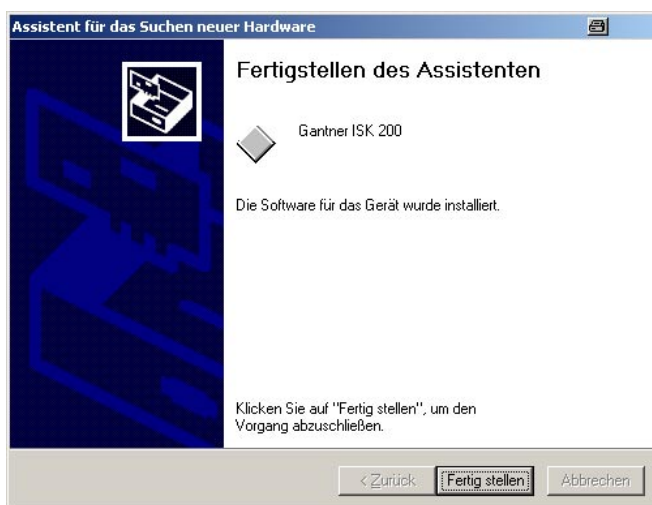 Assistent für das Suchen neuer Hardware
Fertigstellen des Assistenten
Gantner ISK 200
Die Software für das Gerät wurde installiert.
Klicken Sie auf "Fertig stellen", um den
Vorgang abzuschließen.
< Zurück Fertig stellen Abbrechen